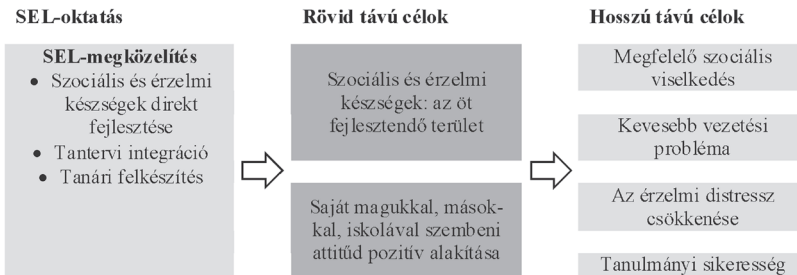 SEL-oktatás
SEL-megközelítés
• Szociális és érzelmi
készségek direkt
fejlesztése
• Tantervi integráció
• Tanári felkészítés
Rövid távú célok
Szociális és érzelmi
készségek: az öt
fejlesztendő terület
Saját magukkal, mások-
kal, iskolával szembeni
attitűd pozitív alakítása
Hosszú távú célok
Megfelelő szociális
viselkedés
Kevesebb vezetési
probléma
Az érzelmi distressz
csökkenése
Tanulmányi sikeresség